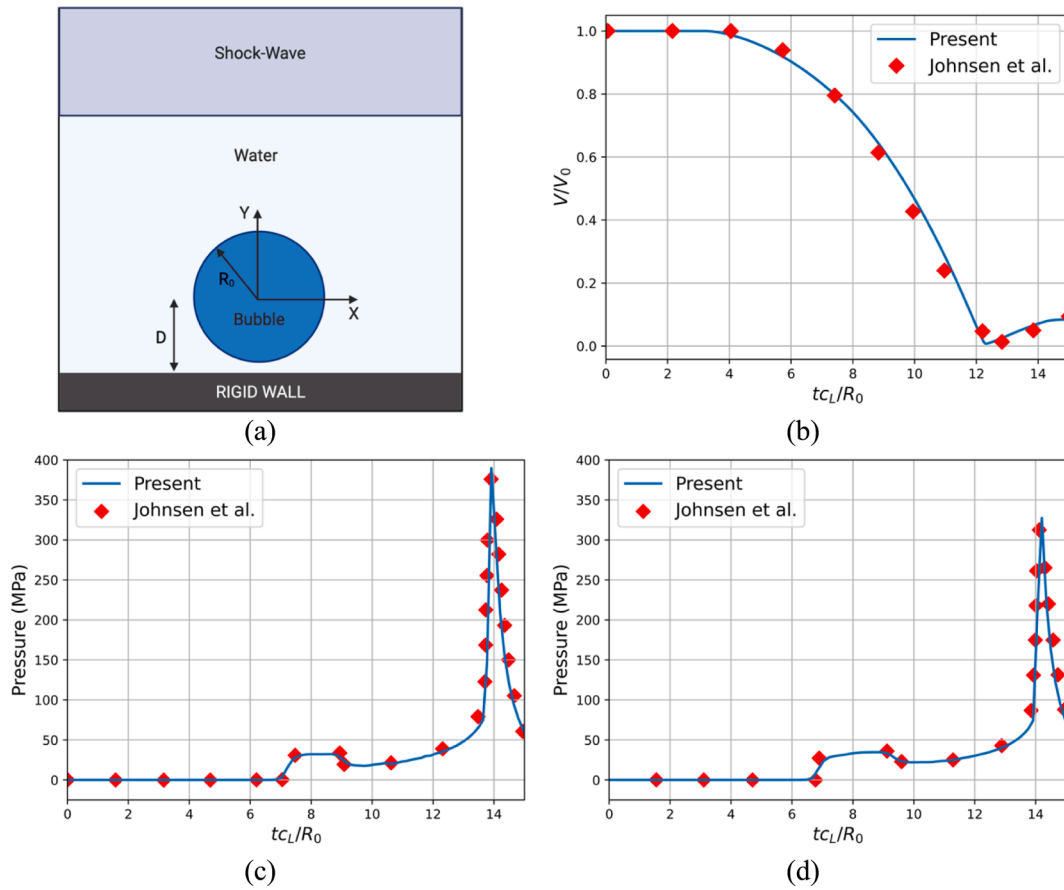 Shock-Wave
Water
Y
R₀
X
Bubble
D
RIGID WALL
(a)
V/V₀
1.0
0.8
0.6
0.4
0.2
0.0
Present
Johnsen et al.
0 2 4 6 8 10 12 14
tc_L/R₀
(b)
Pressure (MPa)
400
350
300
250
200
150
100
50
0
Present
Johnsen et al.
0 2 4 6 8 10 12 14
tc_L/R₀
(c)
Pressure (MPa)
400
350
300
250
200
150
100
50
0
Present
Johnsen et al.
0 2 4 6 8 10 12 14
tc_L/R₀
(d)